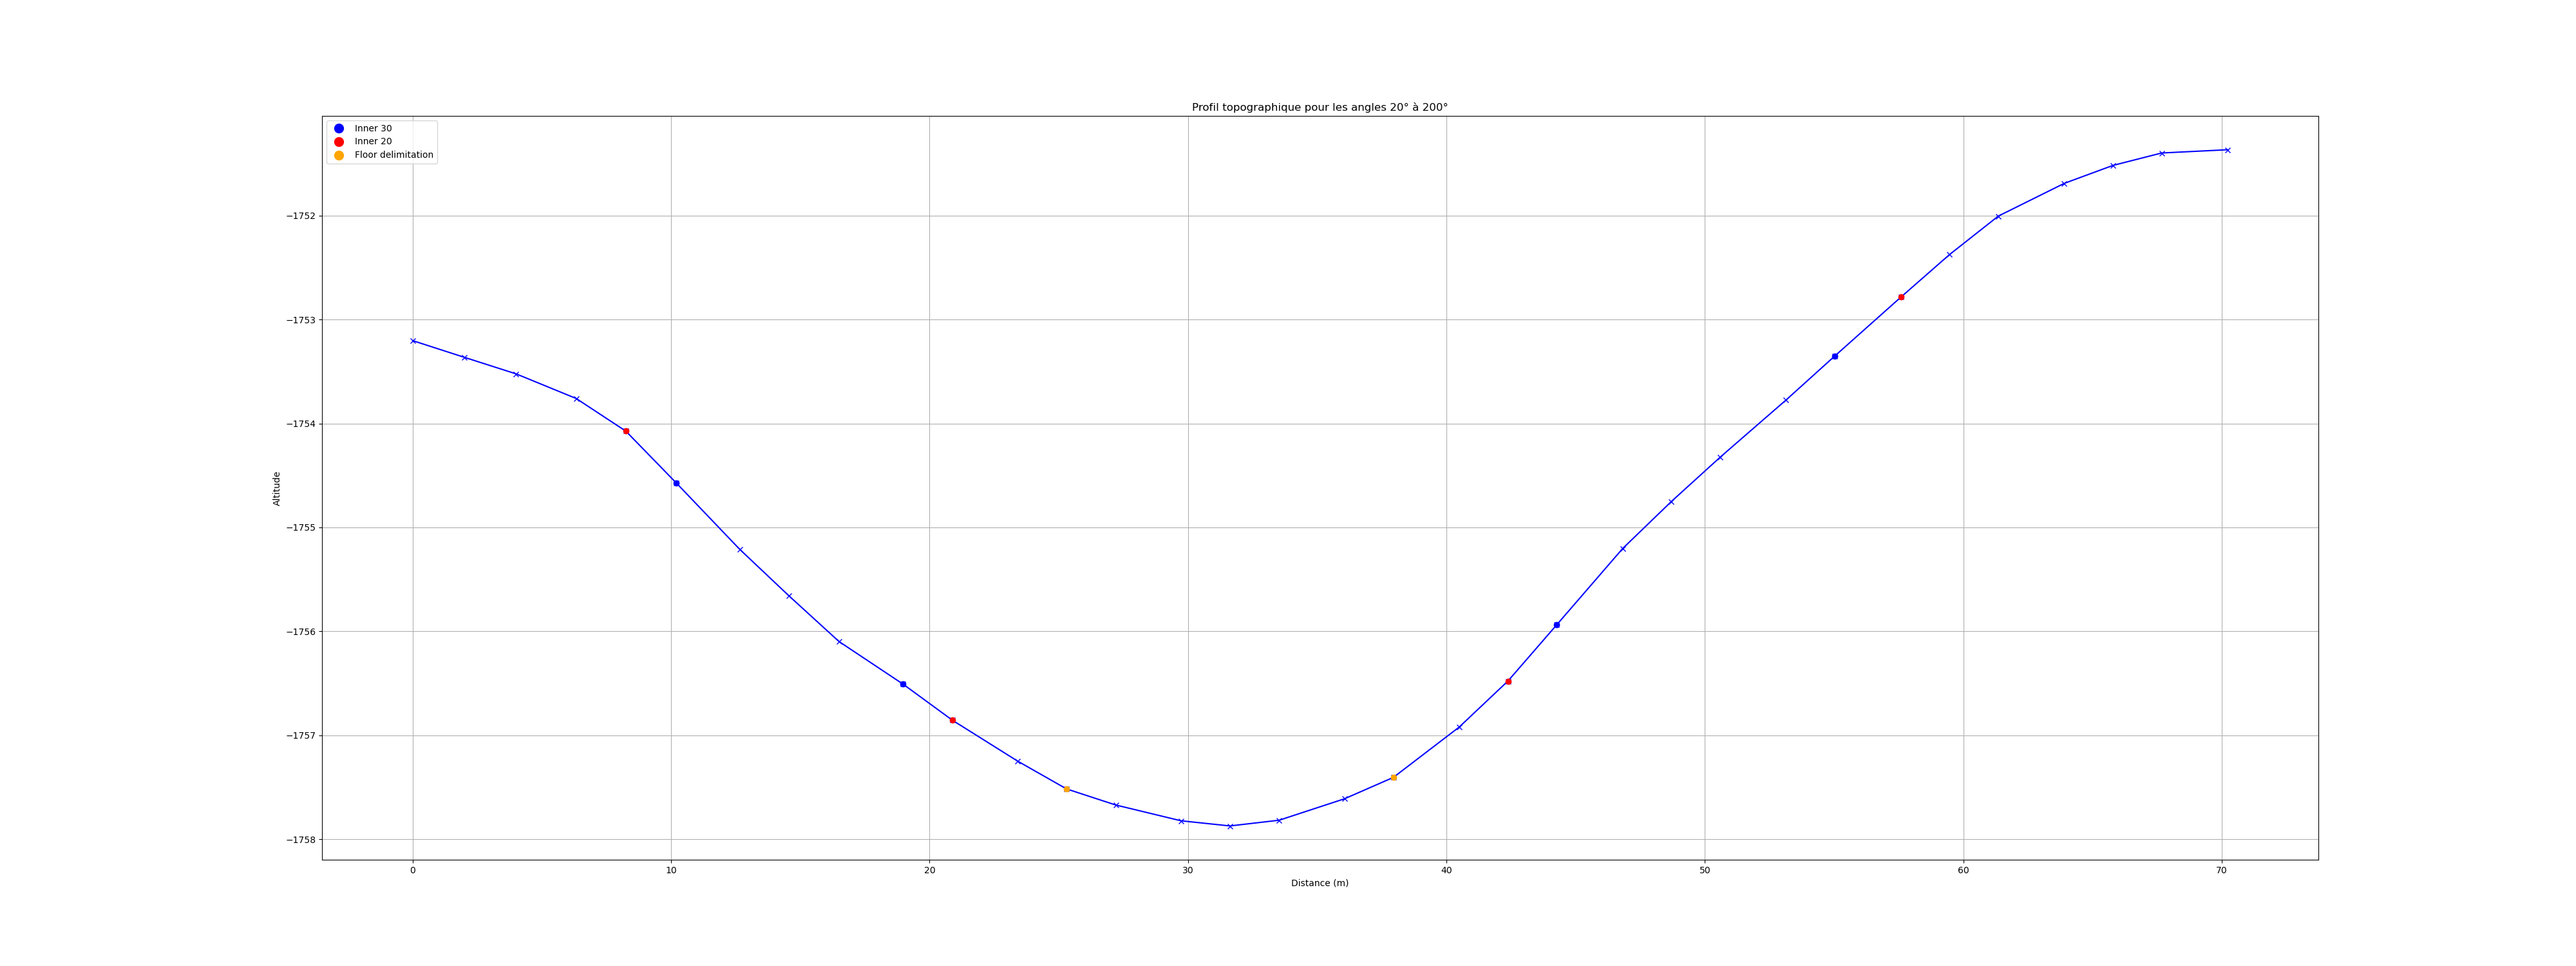 Profil topographique pour les angles 20° à 200°
Inner 30
Inner 20
Floor delimitation
Altitude
−1752
−1753
−1754
−1755
−1756
−1757
−1758
0 10 20 30 40 50 60 70
Distance (m)